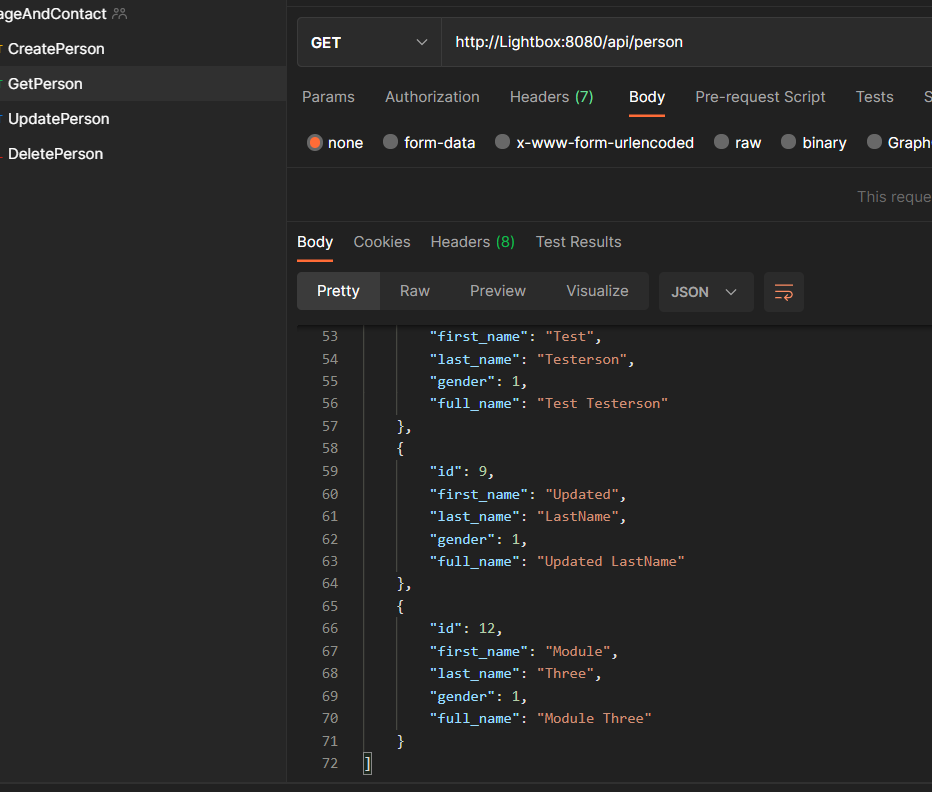 ageAndContact
CreatePerson
GetPerson
UpdatePerson
DeletePerson
GET http://Lightbox:8080/api/person
Params Authorization Headers (7) Body Pre-request Script Tests S
none form-data x-www-form-urlencoded raw binary Graph
This reque
Body Cookies Headers (8) Test Results
Pretty Raw Preview Visualize JSON
53 "first_name": "Test",
54 "last_name": "Testerson",
55 "gender": 1,
56 "full_name": "Test Testerson"
57 },
58 {
59 "id": 9,
60 "first_name": "Updated",
61 "last_name": "LastName",
62 "gender": 1,
63 "full_name": "Updated LastName"
64 },
65 {
66 "id": 12,
67 "first_name": "Module",
68 "last_name": "Three",
69 "gender": 1,
70 "full_name": "Module Three"
71 }
72 ]